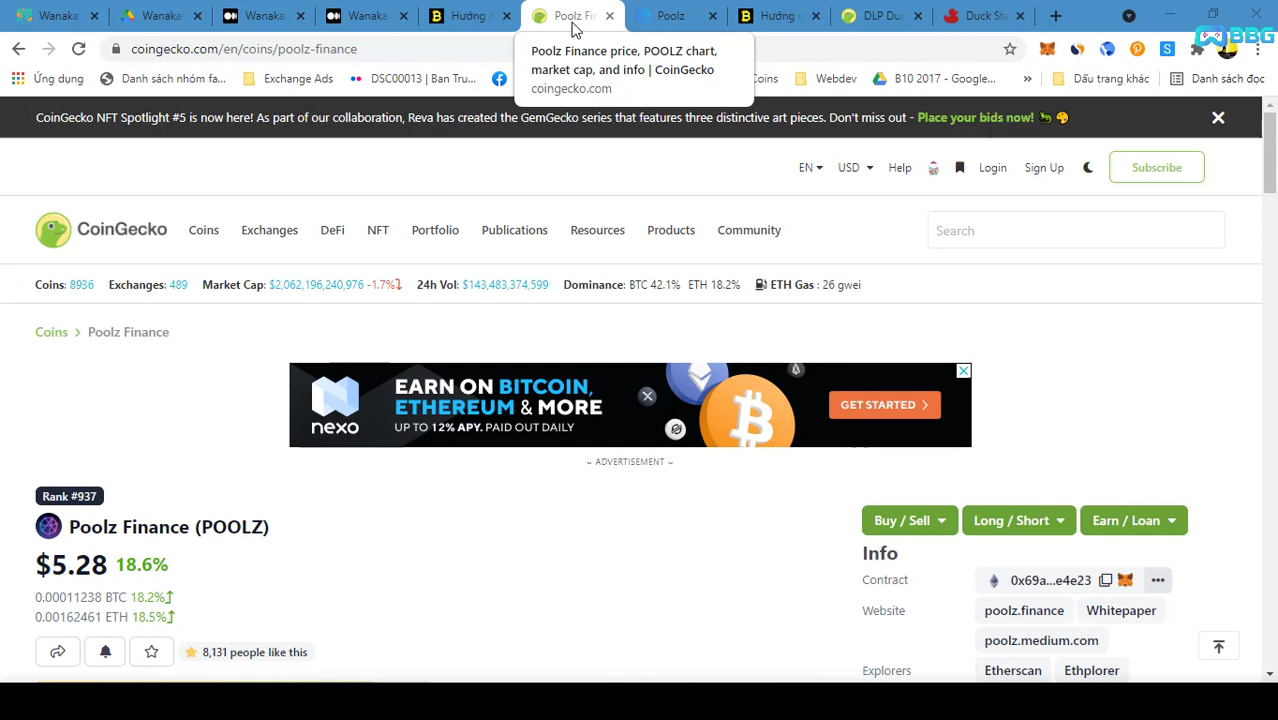 Wanaka
Wanaka
Wanaka
Wanaka
Hướng
Poolz Fin
Poolz
Hướng
DLP Duc
Duck Sta
BBG
coingecko.com/en/coins/poolz-finance
Poolz Finance price, POOLZ chart,
market cap, and info | CoinGecko
coingecko.com
Ứng dụng
Danh sách nhóm fa...
Exchange Ads
DSC00013 | Ban Tru...
Coins
Webdev
B10 2017 - Google...
»
Dấu trang khác
Danh sách đọc
CoinGecko NFT Spotlight #5 is now here! As part of our collaboration, Reva has created the GemGecko series that features three distinctive art pieces. Don't miss out - Place your bids now!
EN
USD
Help
Login
Sign Up
Subscribe
CoinGecko
Coins
Exchanges
DeFi
NFT
Portfolio
Publications
Resources
Products
Community
Search
Coins: 8936
Exchanges: 489
Market Cap: $2,062,196,240,976 -1.7%
24h Vol: $143,483,374,599
Dominance: BTC 42.1% ETH 18.2%
ETH Gas : 26 gwei
Coins > Poolz Finance
nexo
EARN ON BITCOIN,
ETHEREUM & MORE
UP TO 12% APY. PAID OUT DAILY
GET STARTED >
~ ADVERTISEMENT ~
Rank #937
Poolz Finance (POOLZ)
$5.28 18.6%
0.00011238 BTC 18.2%
0.00162461 ETH 18.5%
8,131 people like this
Buy / Sell
Long / Short
Earn / Loan
Info
Contract
0x69a...e4e23
Website
poolz.finance
Whitepaper
poolz.medium.com
Explorers
Etherscan
Ethplorer